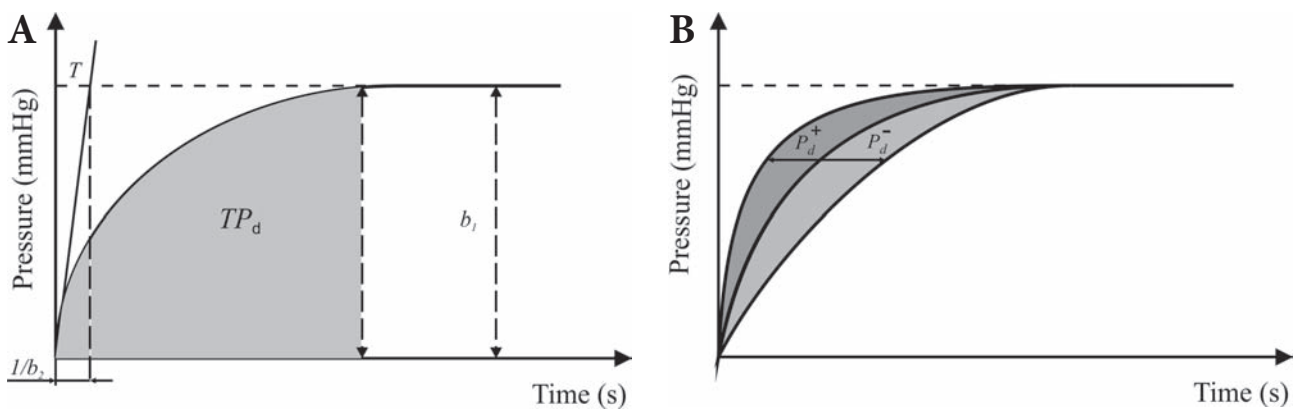 A
T
Pressure (mmHg)
TPd
b1
1/b2
Time (s)
B
Pd+
Pd-
Pressure (mmHg)
Time (s)